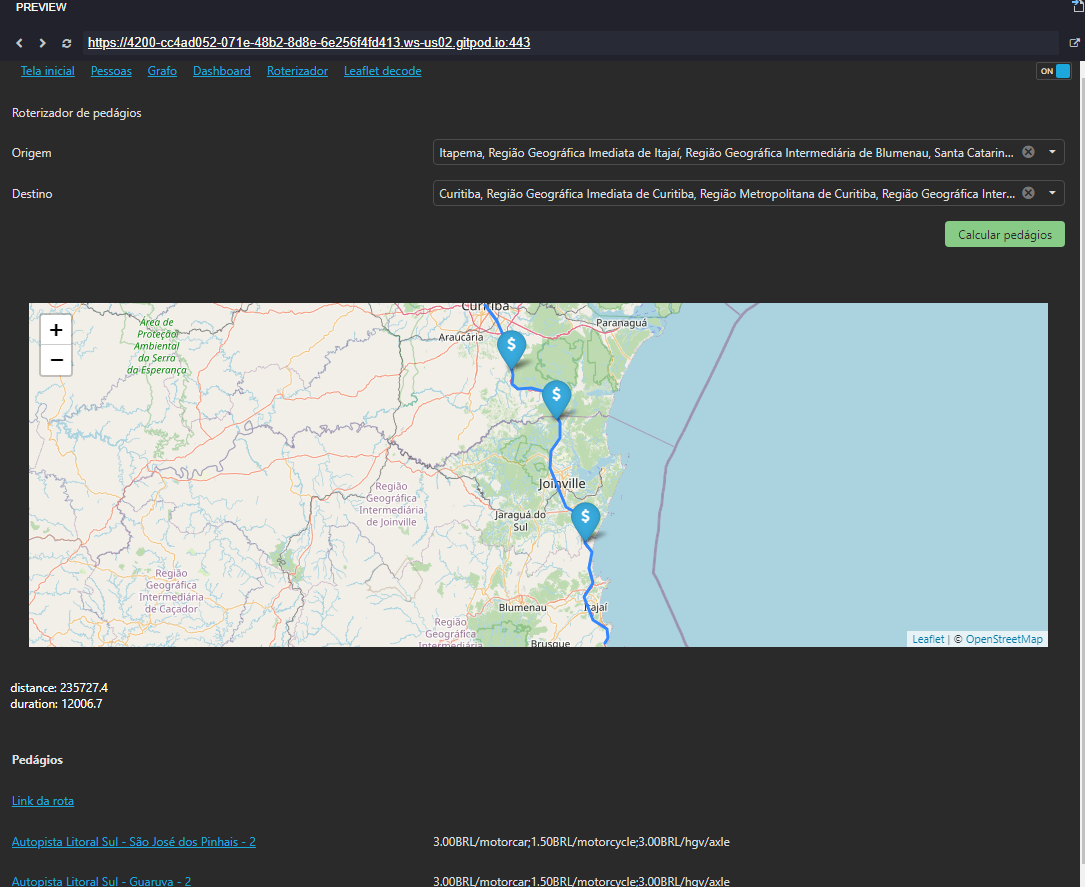 PREVIEW
https://4200-cc4ad052-071e-48b2-8d8e-6e256f4fd413.ws-us02.gitpod.io:443
Tela inicial Pessoas Grafo Dashboard Roterizador Leaflet decode ON
Roterizador de pedágios
Origem Itapema, Região Geográfica Imediata de Itajaí, Região Geográfica Intermediária de Blumenau, Santa Catarin...
Destino Curitiba, Região Geográfica Imediata de Curitiba, Região Metropolitana de Curitiba, Região Geográfica Inter...
Calcular pedágios
+
−
Área de
Proteção
Ambiental
da Serra
da Esperança
Curitiba
Araucária
Paranaguá
$
$
Joinville
Região
Geográfica
Intermediária
de Joinville
Jaraguá do
Sul
$
Região
Geográfica
Intermediária
de Caçador
Blumenau
Itajaí
Região
Geográfica
Intermediária
Brusque
Leaflet | © OpenStreetMap
distance: 235727.4
duration: 12006.7
Pedágios
Link da rota
Autopista Litoral Sul - São José dos Pinhais - 2 3.00BRL/motorcar;1.50BRL/motorcycle;3.00BRL/hgv/axle
Autopista Litoral Sul - Guaruva - 2 3.00BRL/motorcar;1.50BRL/motorcycle;3.00BRL/hgv/axle